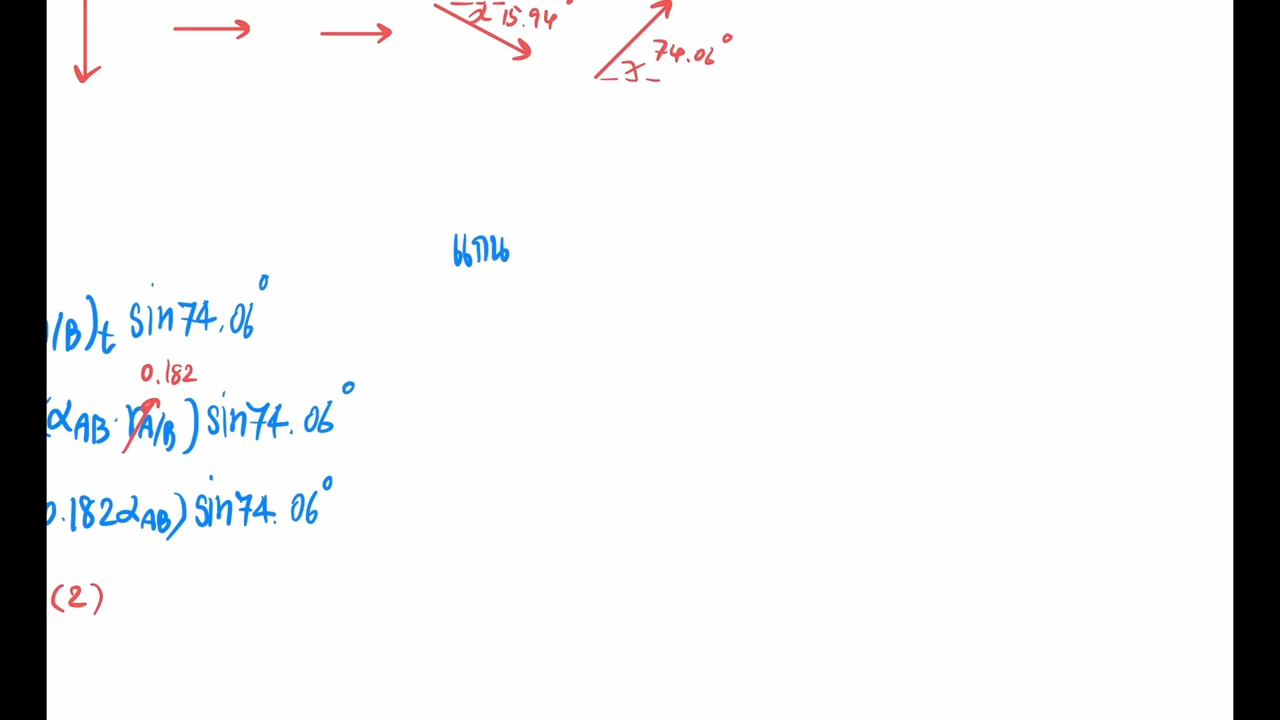 15.94°
74.06°
แกน
/B)t sin74.06°
0.182
(αAB · rA/B) sin74.06°
0.182αAB) sin74.06°
(2)